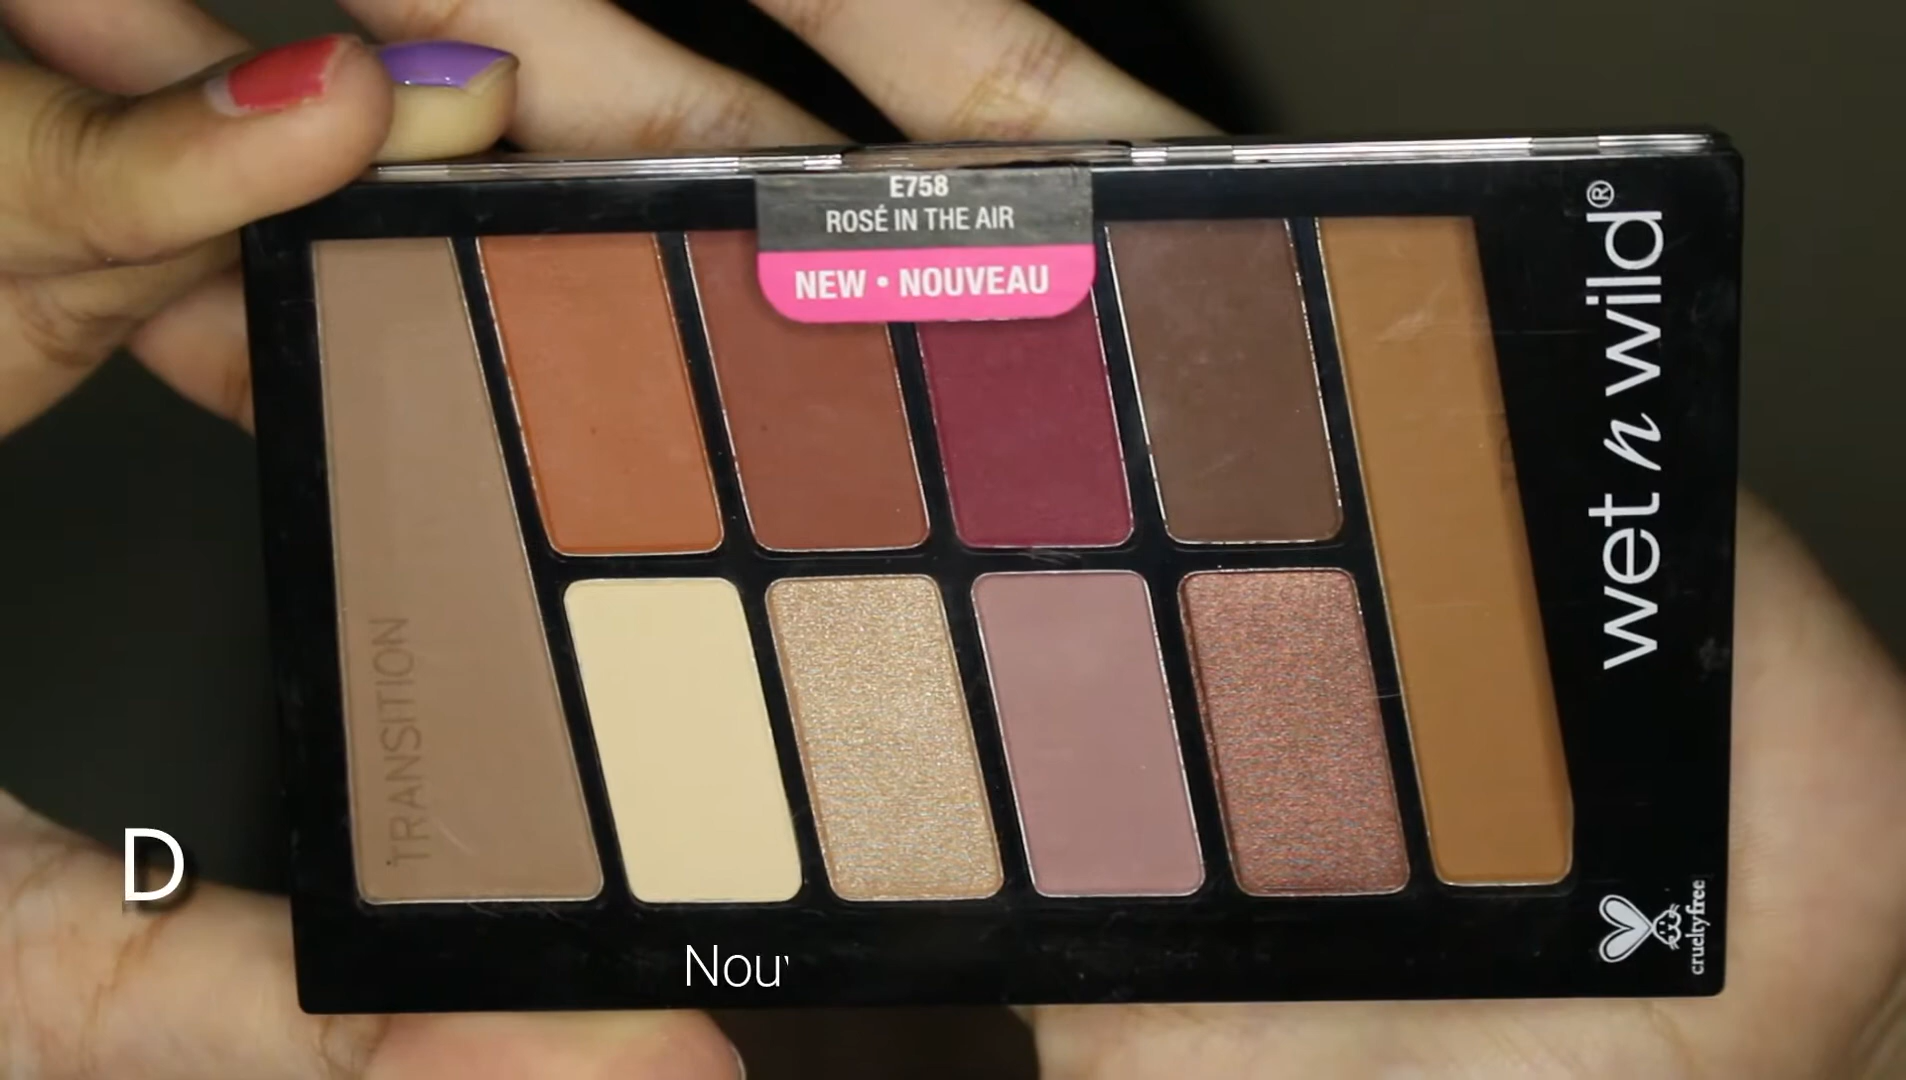 E758
ROSÉ IN THE AIR
NEW • NOUVEAU
wet n wild®
TRANSITION
D
Nou
crueltyfree